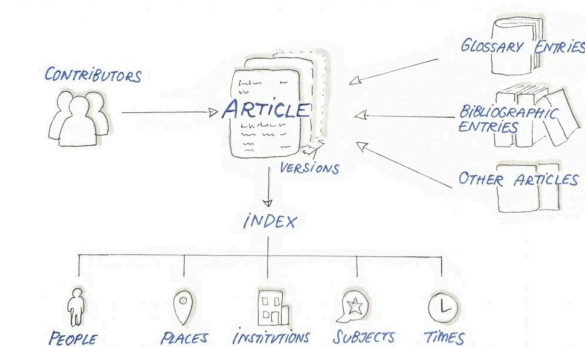 CONTRIBUTORS
ARTICLE
VERSIONS
GLOSSARY ENTRIES
BIBLIOGRAPHIC
ENTRIES
OTHER ARTICLES
INDEX
PEOPLE
PLACES
INSTITUTIONS
SUBJECTS
TIMES